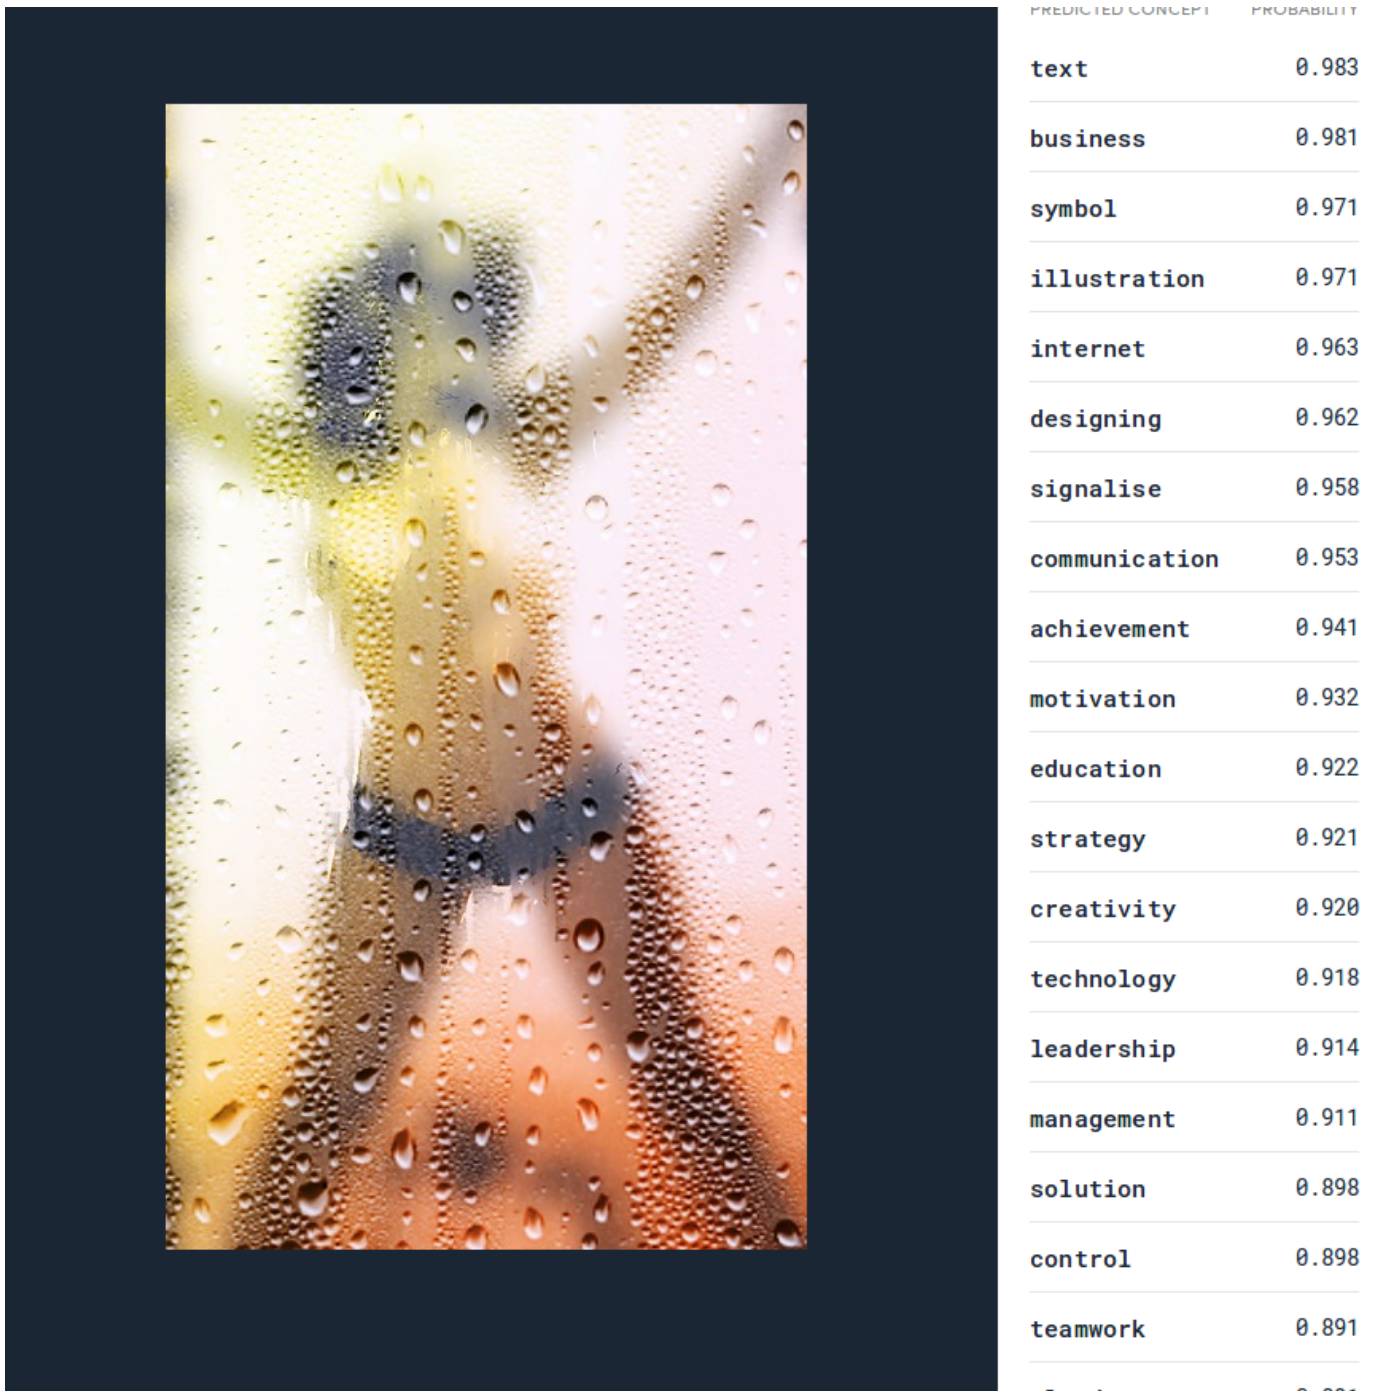 PREDICTED CONCEPT PROBABILITY
text 0.983
business 0.981
symbol 0.971
illustration 0.971
internet 0.963
designing 0.962
signalise 0.958
communication 0.953
achievement 0.941
motivation 0.932
education 0.922
strategy 0.921
creativity 0.920
technology 0.918
leadership 0.914
management 0.911
solution 0.898
control 0.898
teamwork 0.891